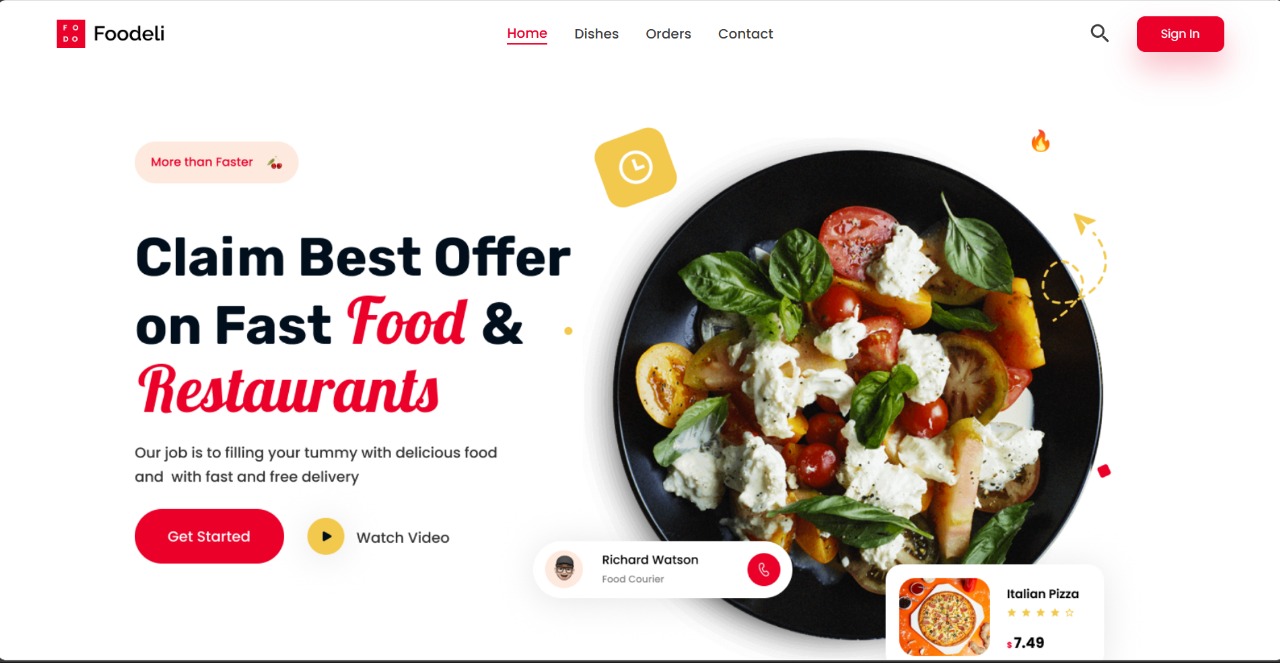 FO
DO
Foodeli
Home
Dishes
Orders
Contact
Sign In
More than Faster
Claim Best Offer
on Fast Food &
Restaurants
Our job is to filling your tummy with delicious food
and  with fast and free delivery
Get Started
Watch Video
Richard Watson
Food Courier
Italian Pizza
$7.49